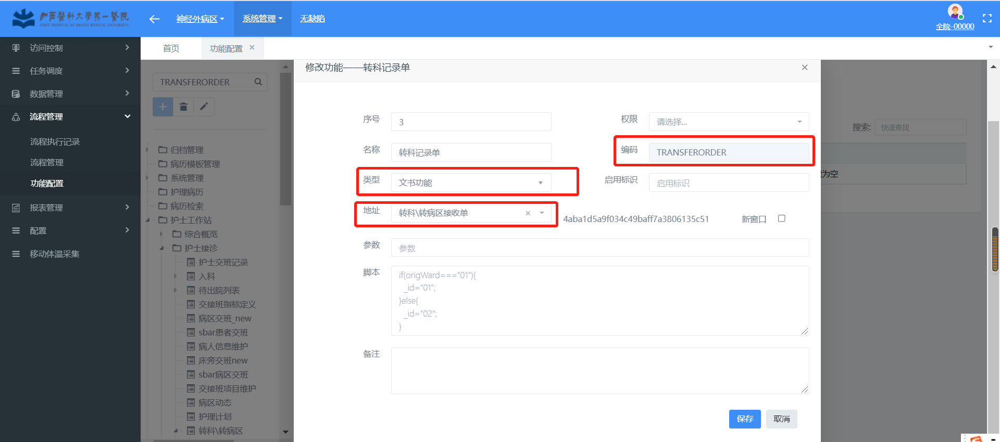 山西醫科大學第一醫院
FIRST HOSPITAL OF SHANXI MEDICAL UNIVERSITY
神经外病区
系统管理
无缺陷
全院-00000
访问控制
任务调度
数据管理
流程管理
流程执行记录
流程管理
功能配置
报表管理
配置
移动体温采集
首页
功能配置
TRANSFERORDER
归档管理
病历模板管理
系统管理
护理病历
病历检索
护士工作站
综合概览
护士接诊
护士交班记录
入科
待出院列表
交接班指标定义
病区交班_new
sbar患者交班
病人信息维护
床旁交班new
sbar病区交班
交接班项目维护
病区动态
护理计划
转科\转病区
修改功能——转科记录单
序号
3
权限
请选择...
名称
转科记录单
编码
TRANSFERORDER
类型
文书功能
启用标识
启用标识
地址
转科\转病区接收单
4aba1d5a9f034c49baff7a3806135c51
新窗口
参数
参数
脚本
if(origWard==="01"){
_id="01";
}else{
_id="02";
}
备注
保存
取消
搜索:
快速查找
为空